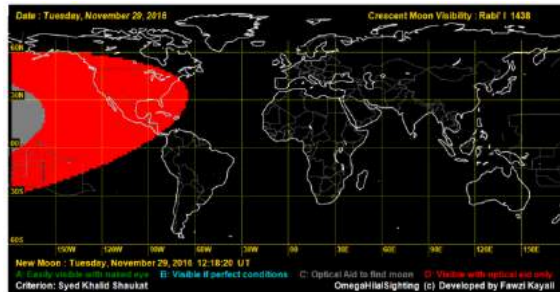 Date : Tuesday, November 29, 2016 Crescent Moon Visibility : Rabi' I 1438
60N
30N
00N
30S
60S
150W 120W 90W 60W 30W 00E 30E 60E 90E 120E 150E
New Moon : Tuesday, November 29, 2016 12:18:20 UT
A: Easily visible with naked eye B: Visible if perfect conditions C: Optical Aid to find moon D: Visible with optical aid only
Criterion: Syed Khalid Shaukat OmegaHilalSighting (c) Developed by Fawzi Kayali